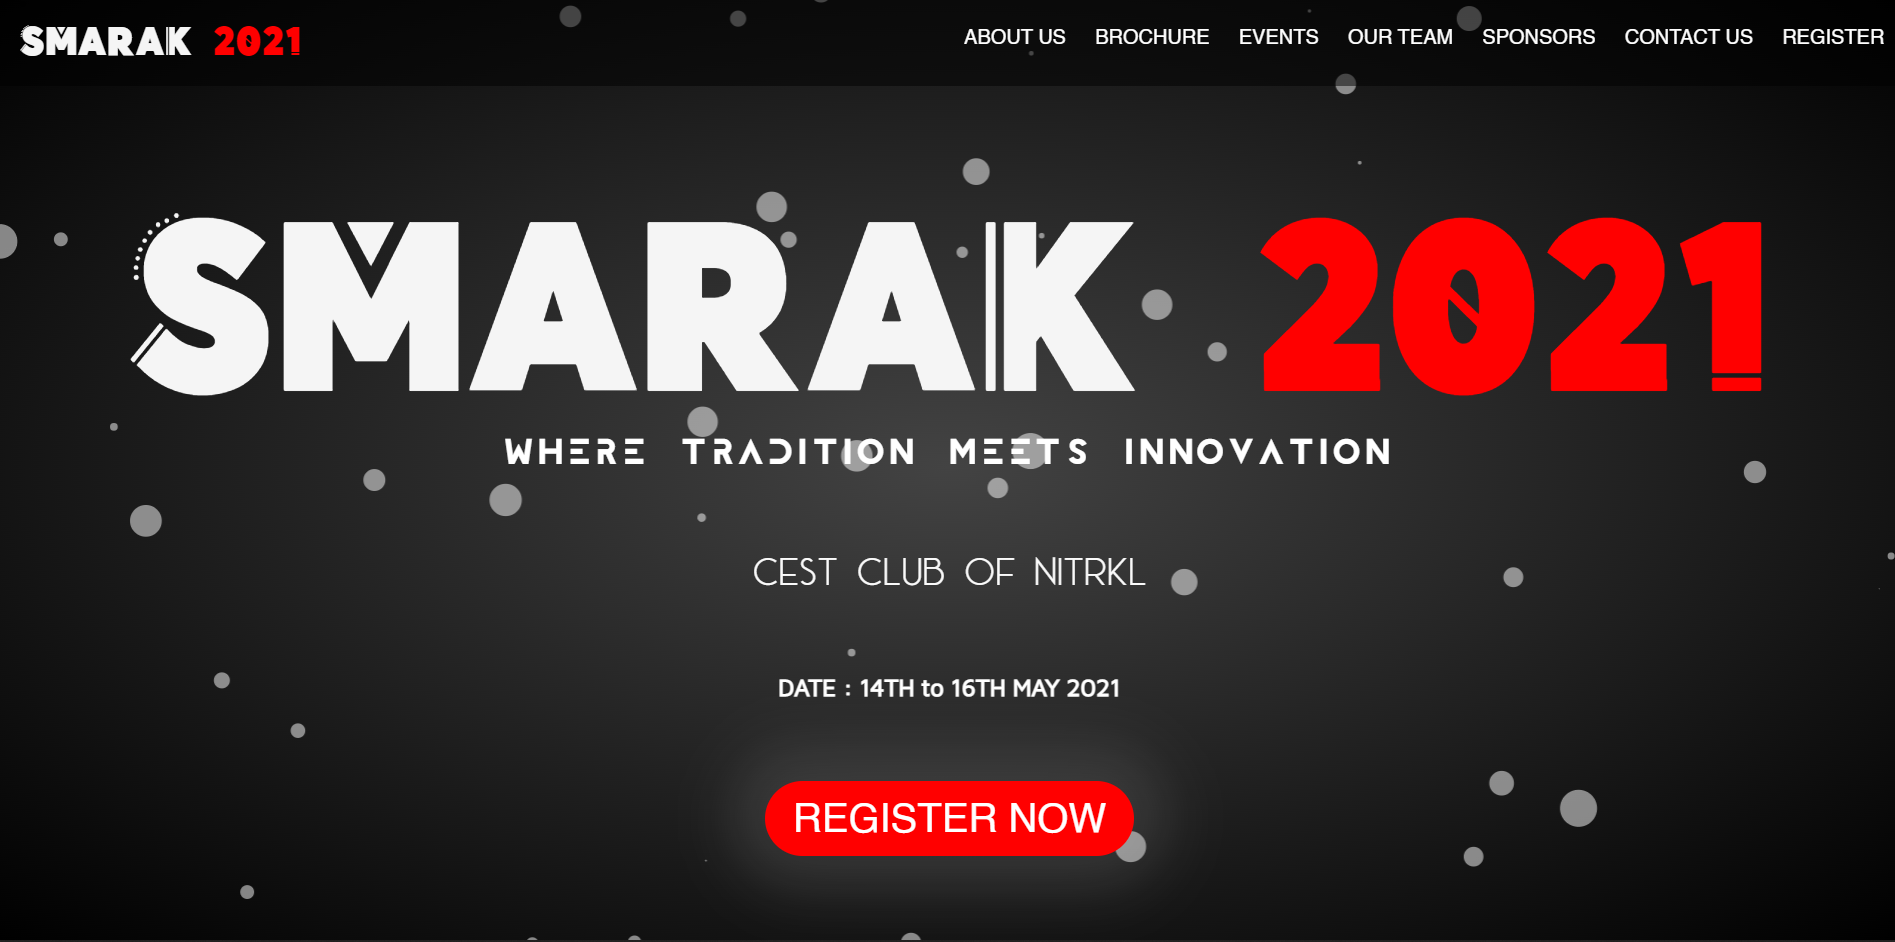 SMARAK 2021
ABOUT US BROCHURE EVENTS OUR TEAM SPONSORS CONTACT US REGISTER
SMARAK 2021
WHERE TRADITION MEETS INNOVATION
CEST CLUB OF NITRKL
DATE : 14TH to 16TH MAY 2021
REGISTER NOW